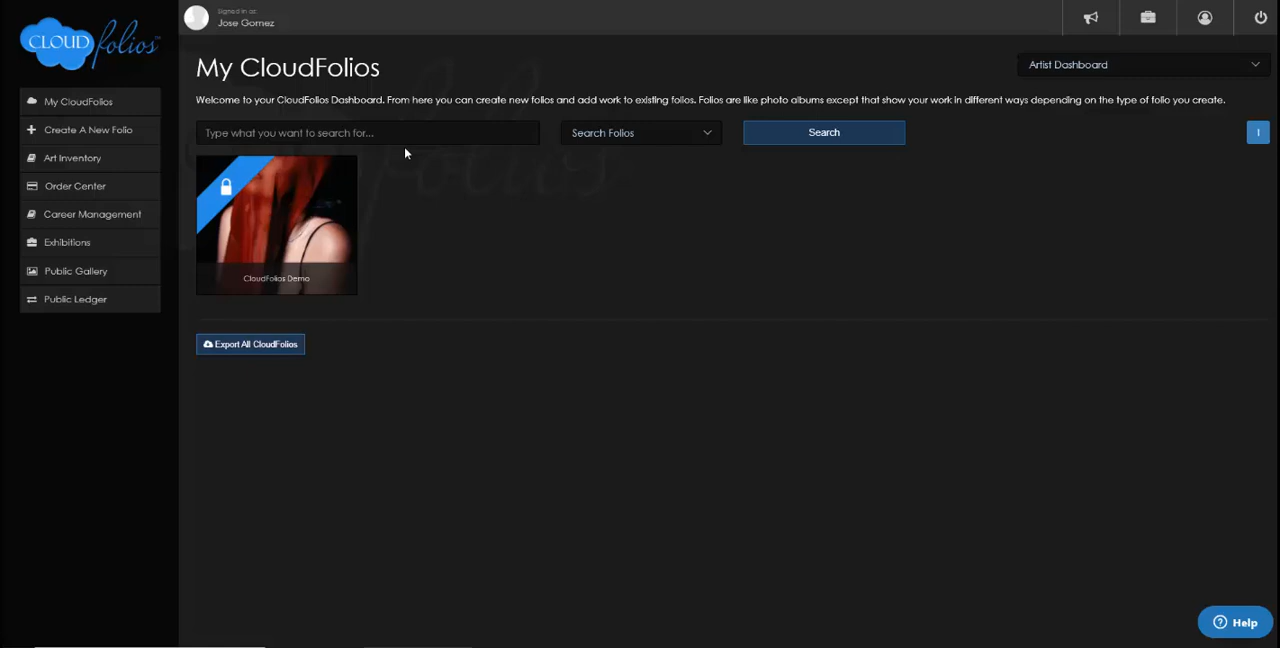 CLOUD folios™
Signed in as:
Jose Gomez
My CloudFolios
Artist Dashboard
Welcome to your CloudFolios Dashboard. From here you can create new folios and add work to existing folios. Folios are like photo albums except that show your work in different ways depending on the type of folio you create.
Type what you want to search for...
Search Folios
Search
I
My CloudFolios
Create A New Folio
Art Inventory
Order Center
Career Management
Exhibitions
Public Gallery
Public Ledger
CloudFolios Demo
Export All CloudFolios
Help